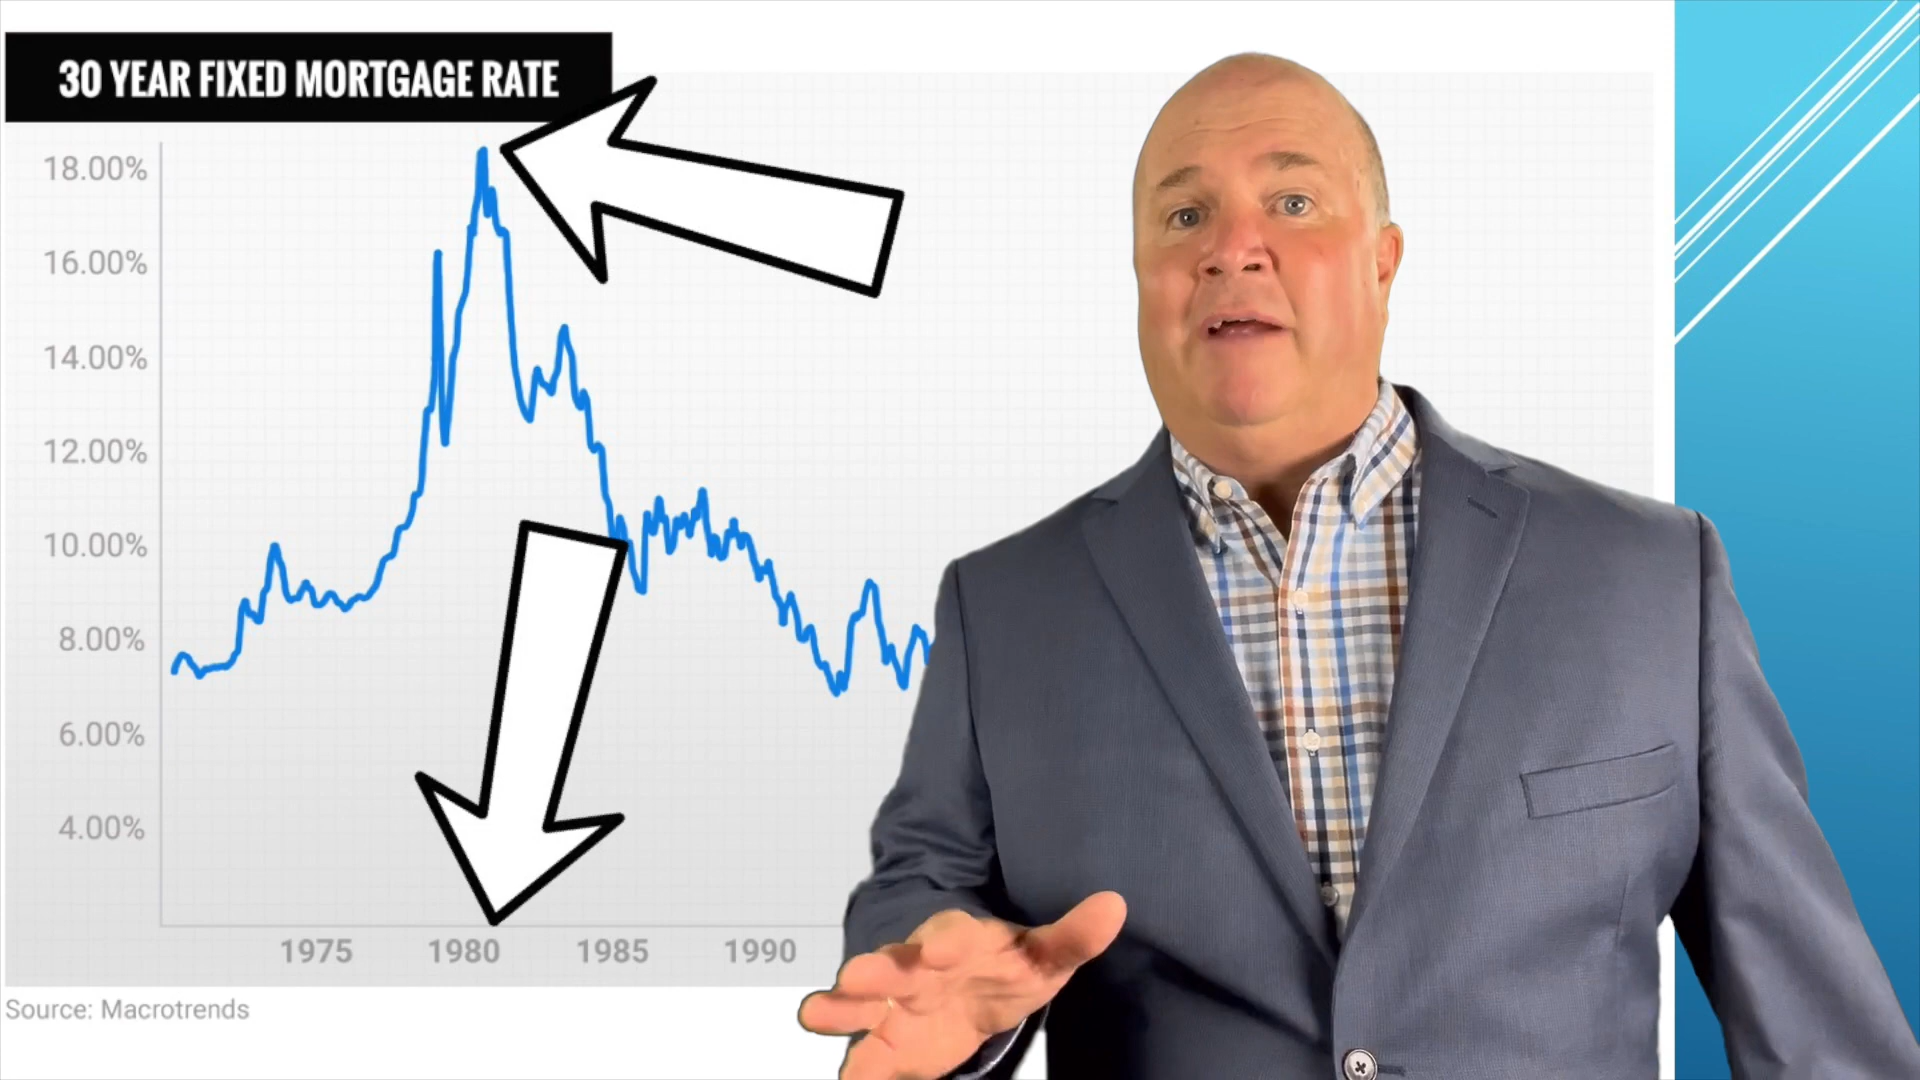 30 YEAR FIXED MORTGAGE RATE
18.00%
16.00%
14.00%
12.00%
10.00%
8.00%
6.00%
4.00%
1975 1980 1985 1990
Source: Macrotrends